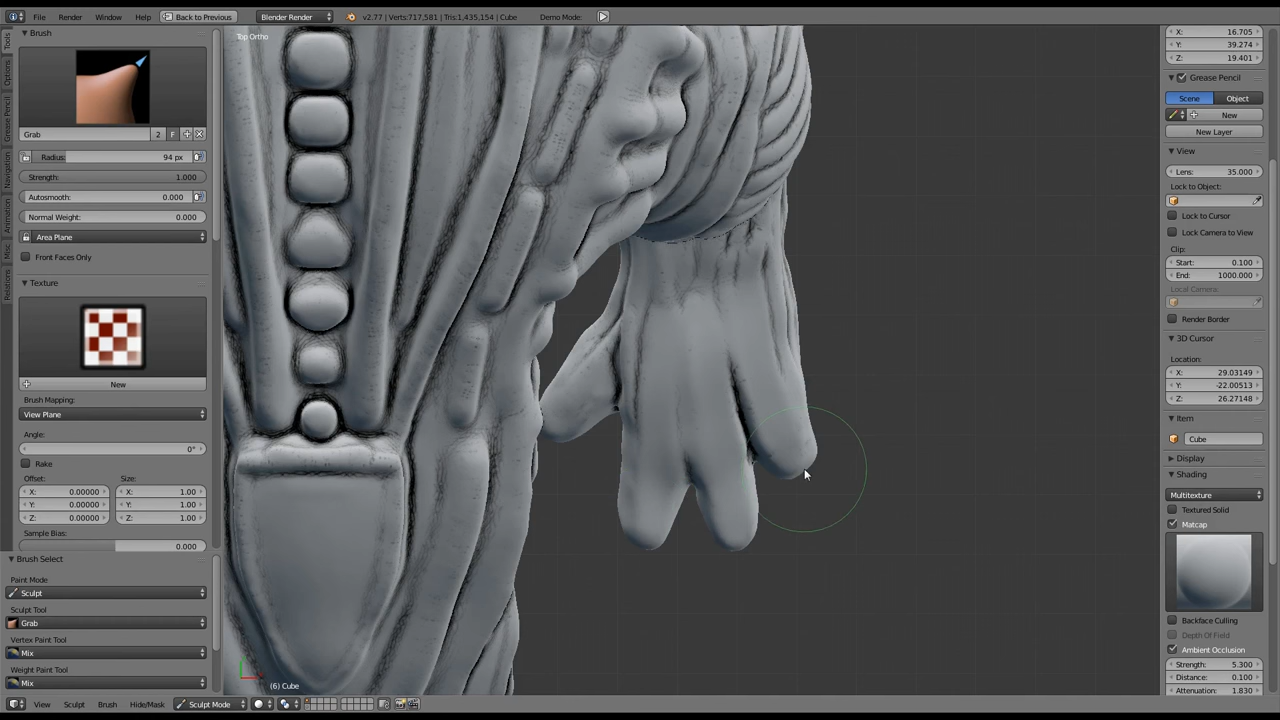 File Render Window Help Back to Previous Blender Render v2.77 | Verts:717,581 | Tris:1,435,154 | Cube Demo Mode:
Tools
Options
Grease Pencil
Navigation
Animation
Misc
Relations
Brush
Grab 2 F
Radius: 94 px
Strength: 1.000
Autosmooth: 0.000
Normal Weight: 0.000
Area Plane
Front Faces Only
Texture
New
Brush Mapping:
View Plane
Angle:
0°
Rake
Offset: Size:
X: 0.00000 X: 1.00
Y: 0.00000 Y: 1.00
Z: 0.00000 Z: 1.00
Sample Bias:
0.000
Brush Select
Paint Mode
Sculpt
Sculpt Tool
Grab
Vertex Paint Tool
Mix
Weight Paint Tool
Mix
Top Ortho
(6) Cube
X: 16.705
Y: 39.274
Z: 19.401
Grease Pencil
Scene Object
New
New Layer
View
Lens: 35.000
Lock to Object:
Lock to Cursor
Lock Camera to View
Clip:
Start: 0.100
End: 1000.000
Local Camera:
Render Border
3D Cursor
Location:
X: 29.03149
Y: -22.00513
Z: 26.27148
Item
Cube
Display
Shading
Multitexture
Textured Solid
Matcap
Backface Culling
Depth Of Field
Ambient Occlusion
Strength: 5.300
Distance: 0.100
Attenuation: 1.830
View Sculpt Brush Hide/Mask Sculpt Mode